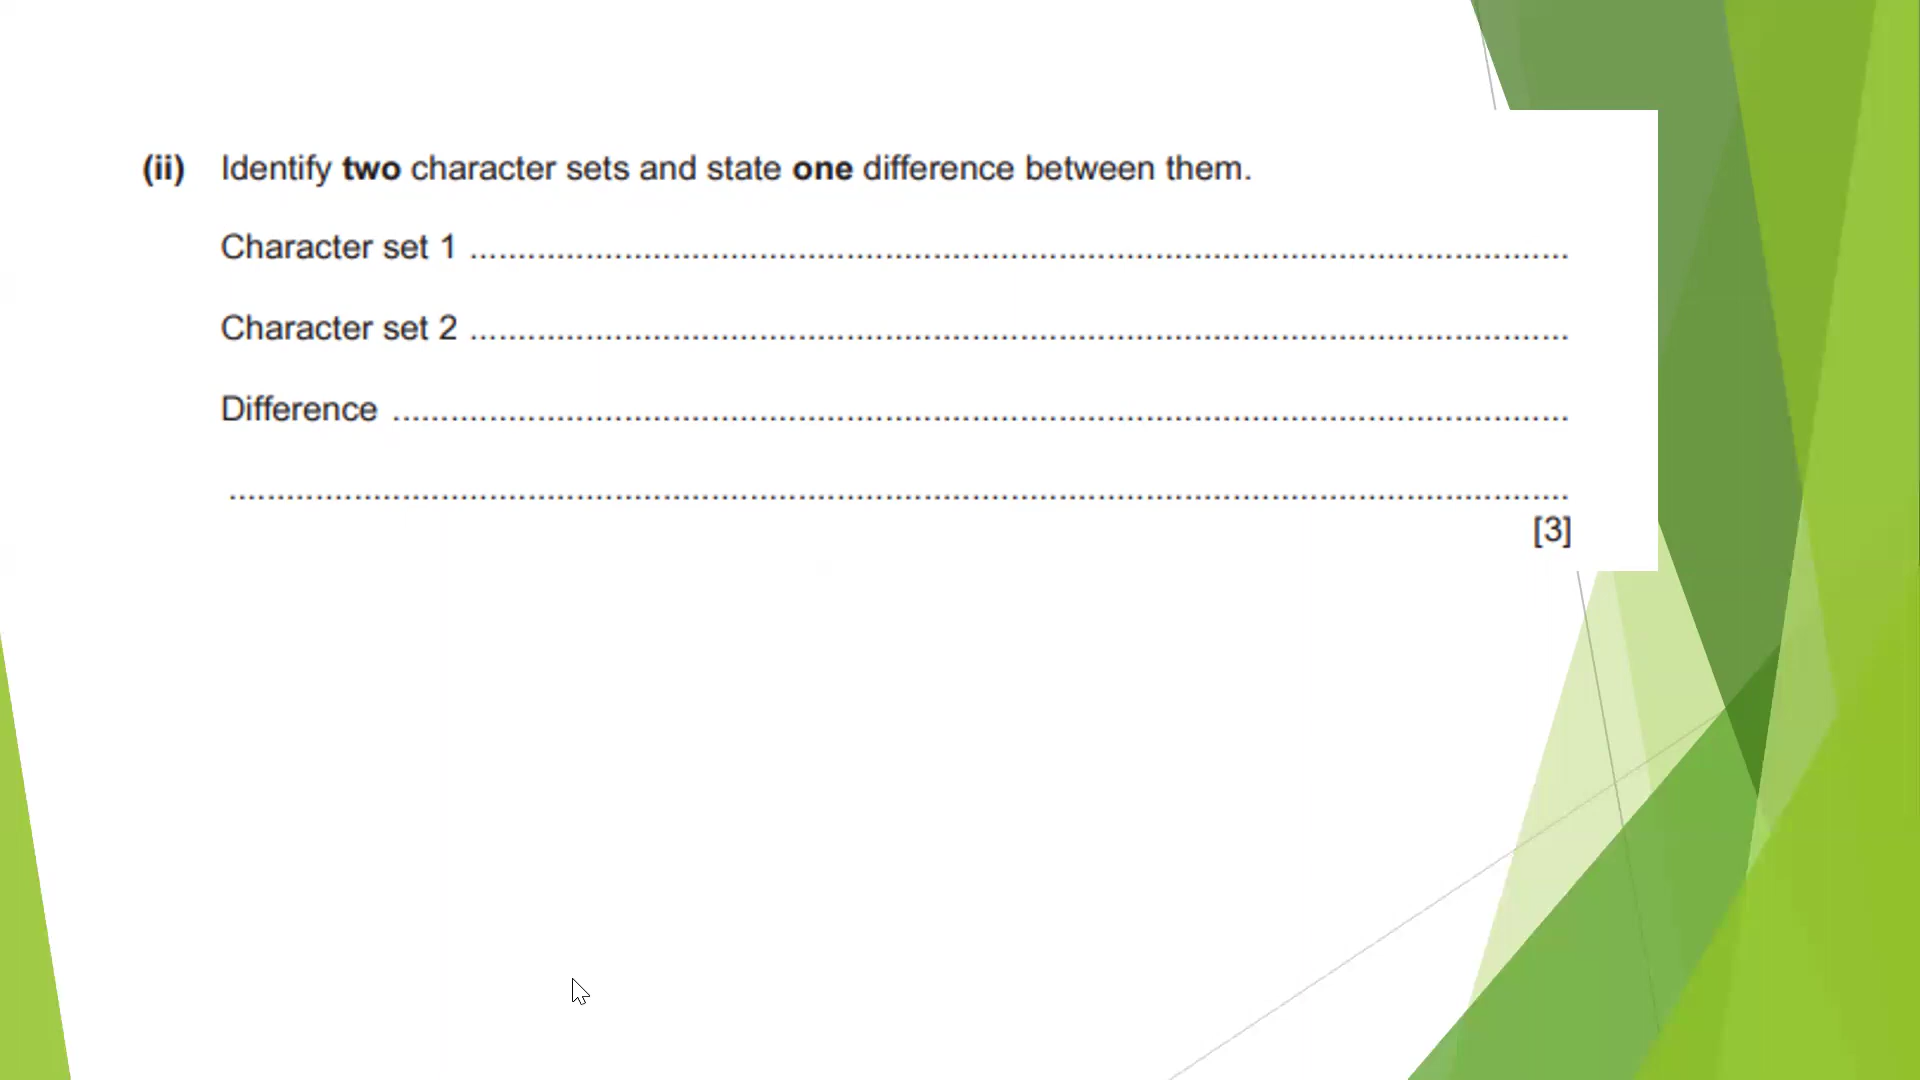 (ii) Identify two character sets and state one difference between them.
Character set 1 ....................................................................................................................
Character set 2 ....................................................................................................................
Difference ............................................................................................................................
.............................................................................................................................................
[3]